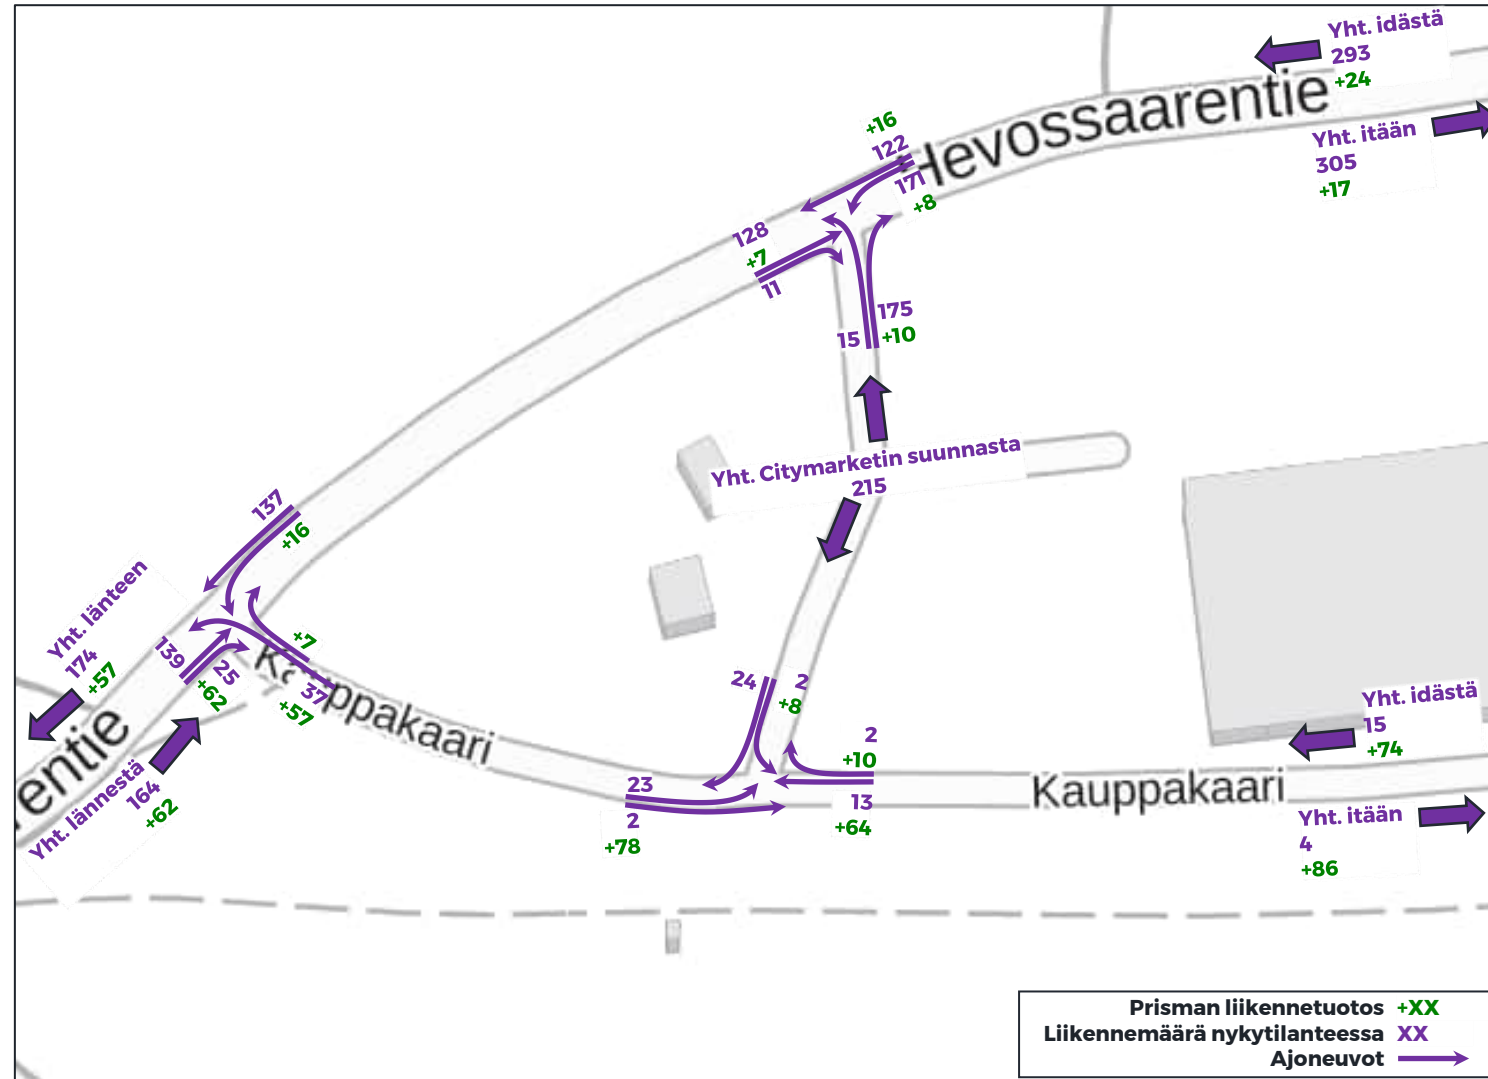 Yht. idästä
293
+24
Hevossaarentie
Yht. itään
305
+17
+16
122
171
+8
128
+7
11
175
15
+10
Yht. Citymarketin suunnasta
215
137
+16
Yht. länteen
174
+57
139
25
+62
+7
37
+57
Kauppakaari
entie
Yht. lännestä
164
+62
24
2
+8
2
+10
23
2
+78
13
+64
Kauppakaari
Yht. idästä
15
+74
Yht. itään
4
+86
Prisman liikennetuotos +XX
Liikennemäärä nykytilanteessa XX
Ajoneuvot